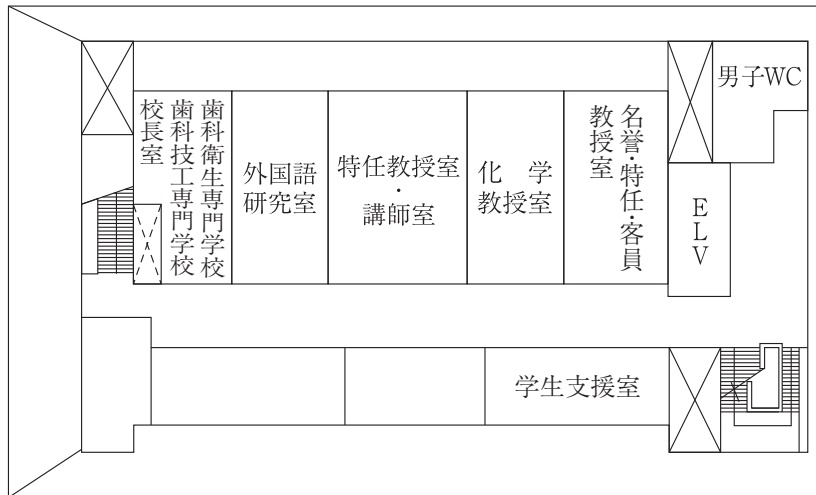 歯科衛生専門学校
歯科技工専門学校
校長室
外国語
研究室
特任教授室
・
講師室
化　学
教授室
名誉・特任・客員
教授室
男子WC
ELV
学生支援室